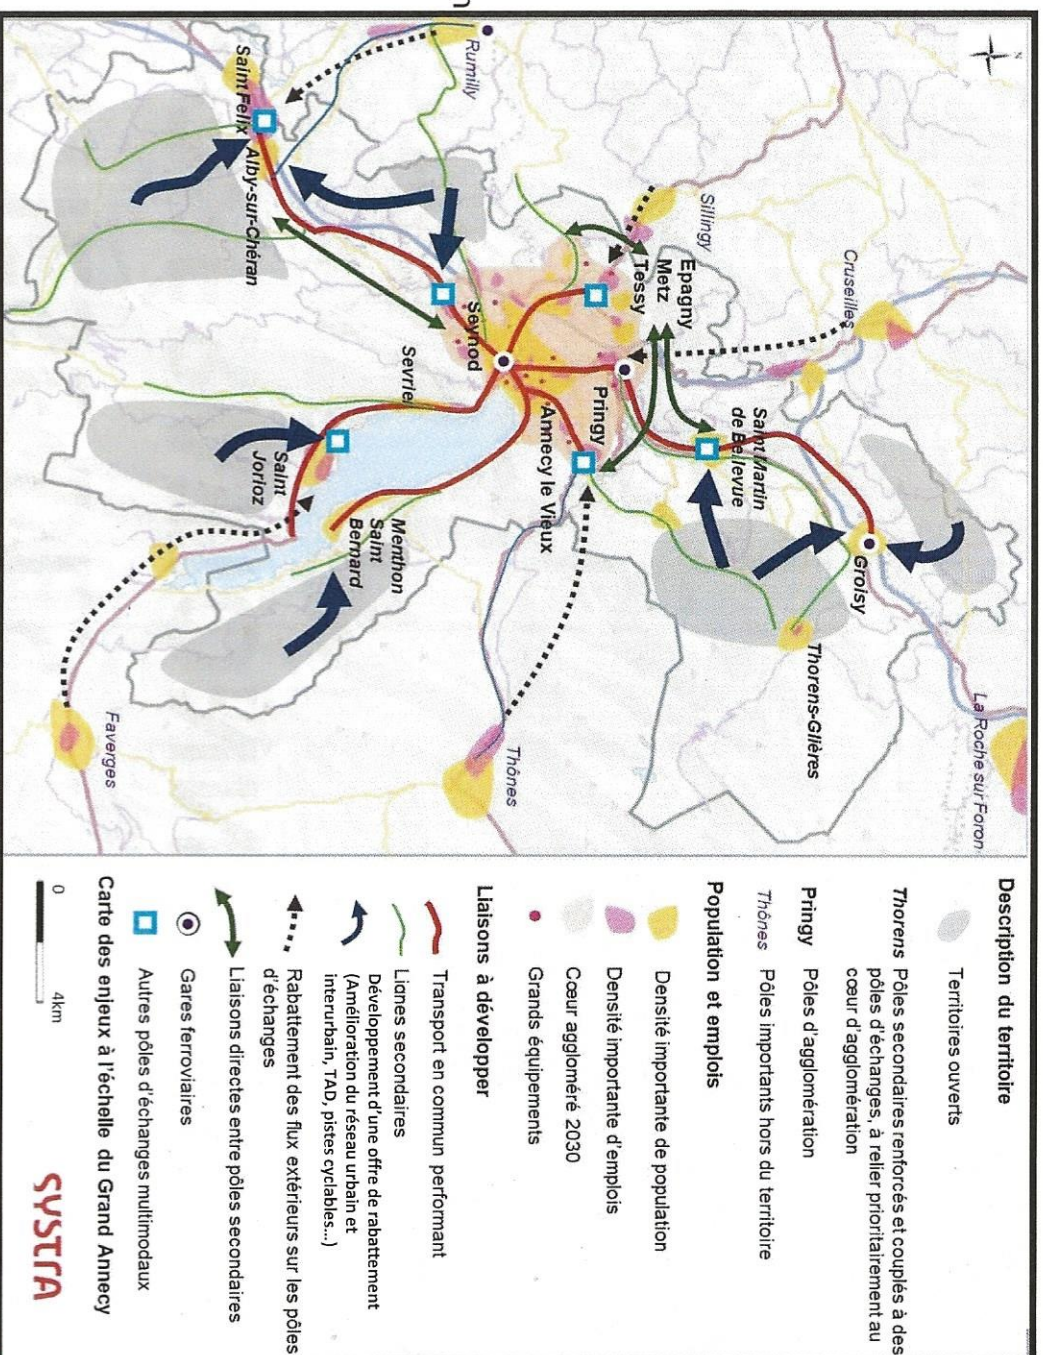 N
Rumilly
Sillingy
Cruseilles
La Roche sur Foron
Saint Felix
Alby-sur-Chéran
Epagny
Metz
Tessy
Saint Martin
de Bellevue
Groisy
Thorens-Glières
Pringy
Seynod
Annecy le Vieux
Sevrier
Saint
Jorioz
Menthon
Saint
Bernard
Thônes
Faverges
Description du territoire
Territoires ouverts
Thorens Pôles secondaires renforcés et couplés à des
pôles d'échanges, à relier prioritairement au
cœur d'agglomération
Pringy Pôles d'agglomération
Thônes Pôles importants hors du territoire
Population et emplois
Densité importante de population
Densité importante d'emplois
Cœur aggloméré 2030
Grands équipements
Liaisons à développer
Transport en commun performant
Lignes secondaires
Développement d'une offre de rabattement
(Amélioration du réseau urbain et
interurbain, TAD, pistes cyclables...)
Rabattement des flux extérieurs sur les pôles
d'échanges
Liaisons directes entre pôles secondaires
Gares ferroviaires
Autres pôles d'échanges multimodaux
Carte des enjeux à l'échelle du Grand Annecy
0 4km
SYSTRA